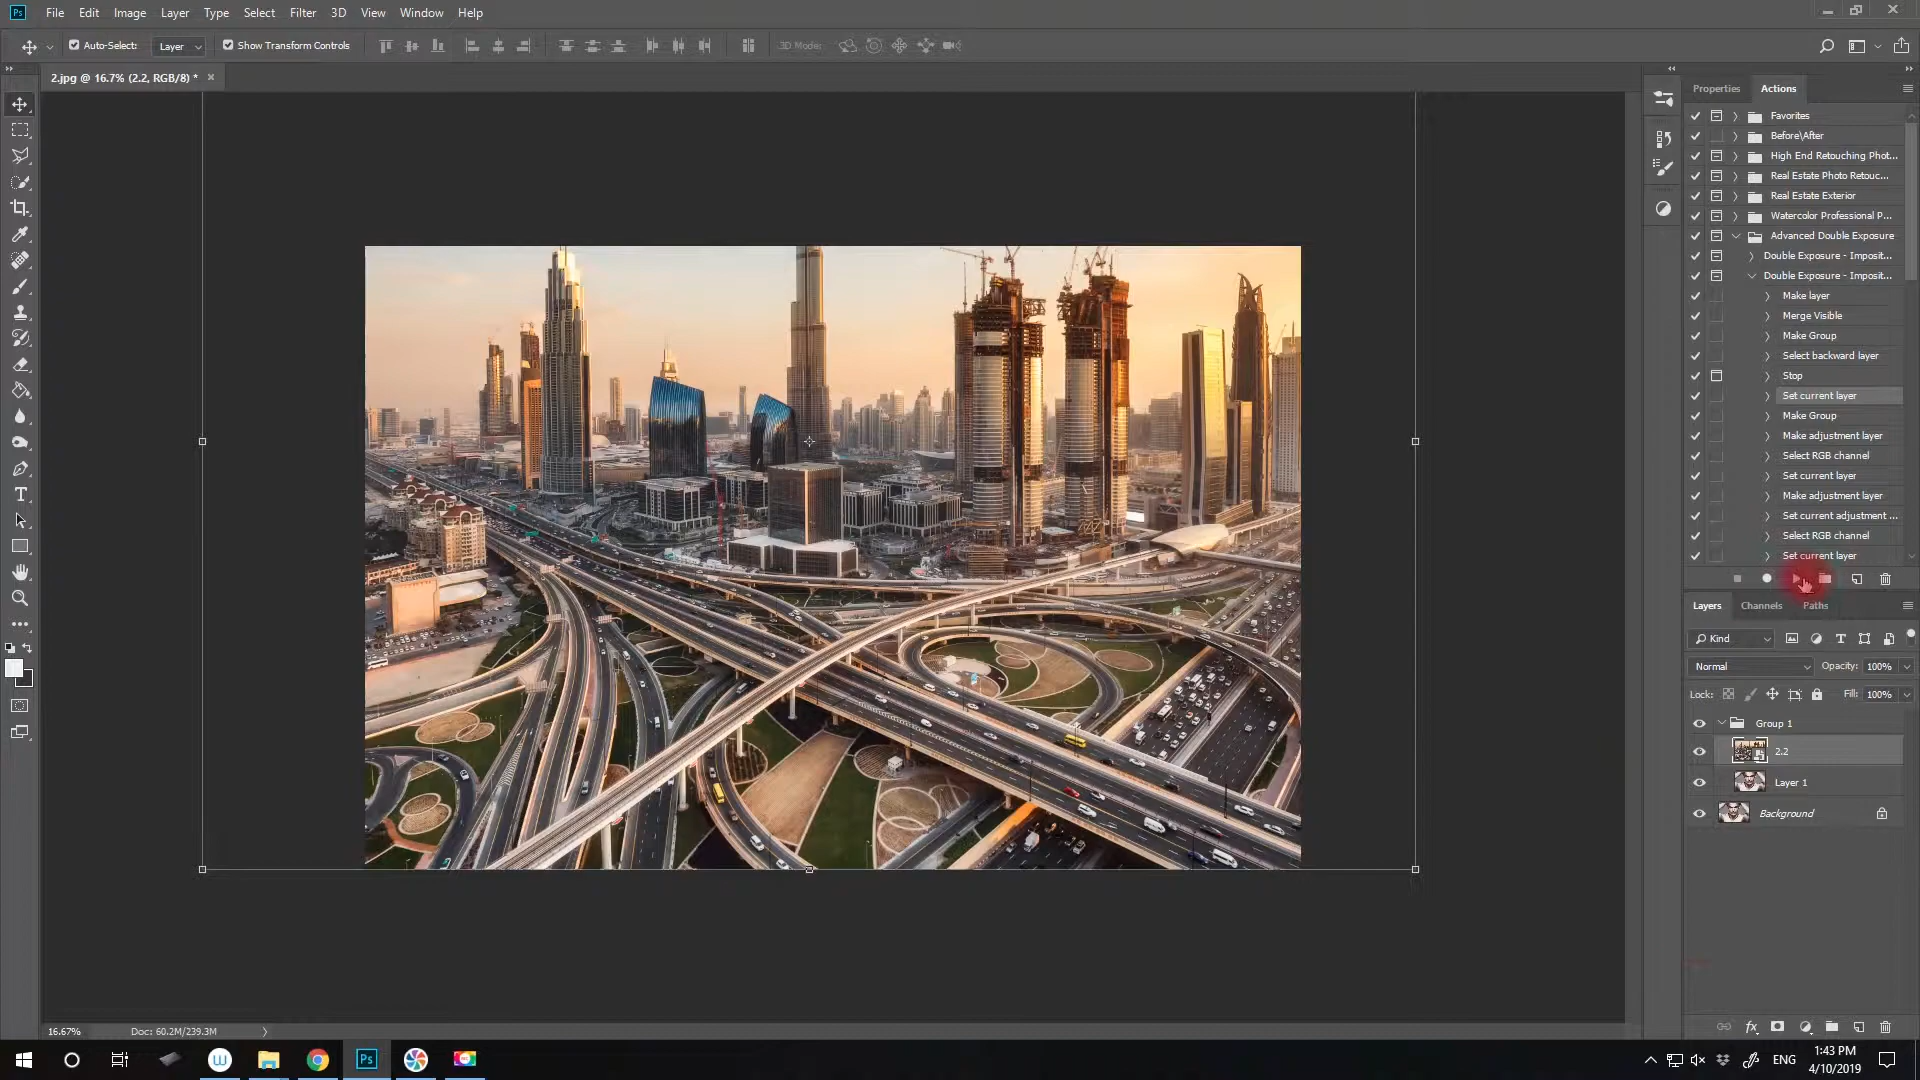 Ps File Edit Image Layer Type Select Filter 3D View Window Help
Auto-Select: Layer Show Transform Controls 3D Mode:
2.jpg @ 16.7% (2.2, RGB/8) * ×
Properties Actions
Favorites
Before\After
High End Retouching Phot...
Real Estate Photo Retouc...
Real Estate Exterior
Watercolor Professional P...
Advanced Double Exposure
Double Exposure - Imposit...
Double Exposure - Imposit...
Make layer
Merge Visible
Make Group
Select backward layer
Stop
Set current layer
Make Group
Make adjustment layer
Select RGB channel
Set current layer
Make adjustment layer
Set current adjustment ...
Select RGB channel
Set current layer
Layers Channels Paths
Kind
Normal Opacity: 100%
Lock: Fill: 100%
Group 1
2.2
Layer 1
Background
fx
16.67% Doc: 60.2M/239.3M
Ps
ENG
1:43 PM
4/10/2019